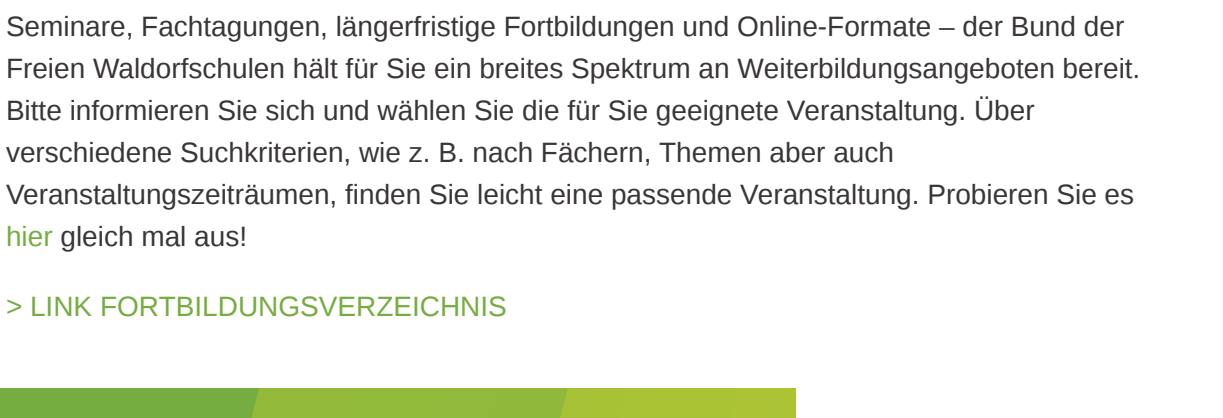 Seminare, Fachtagungen, längerfristige Fortbildungen und Online-Formate – der Bund der
Freien Waldorfschulen hält für Sie ein breites Spektrum an Weiterbildungsangeboten bereit.
Bitte informieren Sie sich und wählen Sie die für Sie geeignete Veranstaltung. Über
verschiedene Suchkriterien, wie z. B. nach Fächern, Themen aber auch
Veranstaltungszeiträumen, finden Sie leicht eine passende Veranstaltung. Probieren Sie es
hier gleich mal aus!
> LINK FORTBILDUNGSVERZEICHNIS